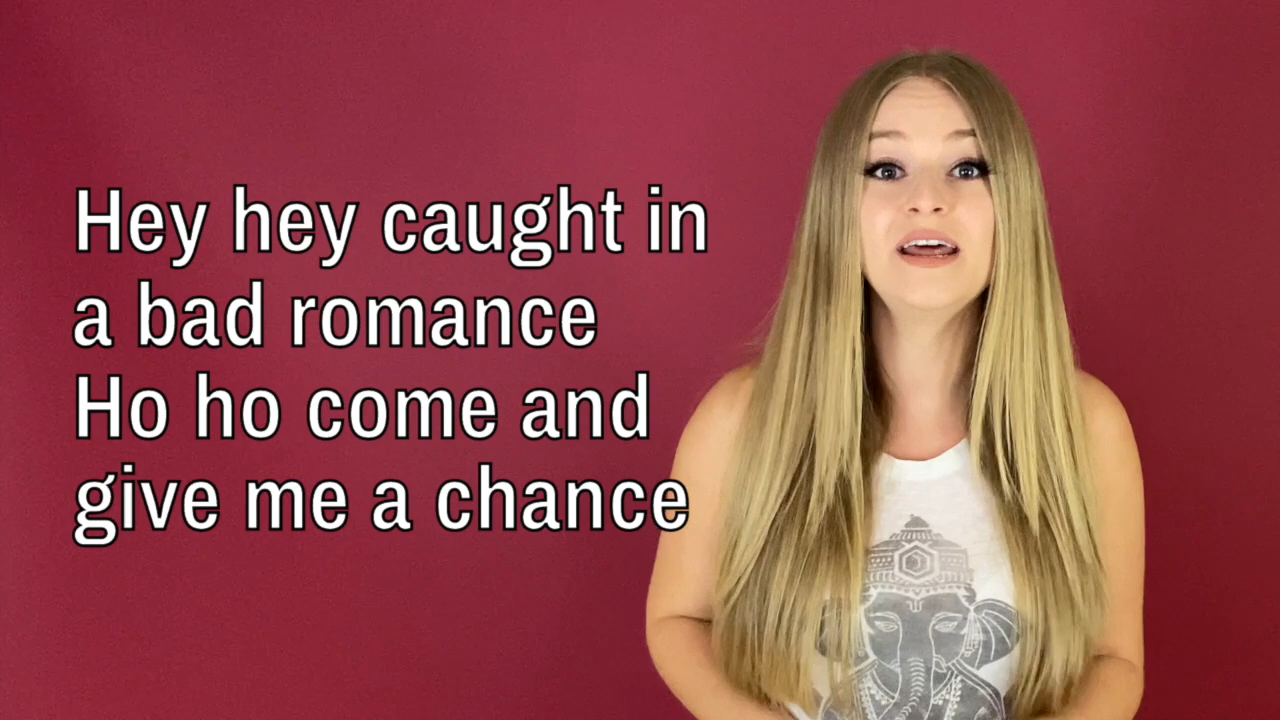 Hey hey caught in
a bad romance
Ho ho come and
give me a chance